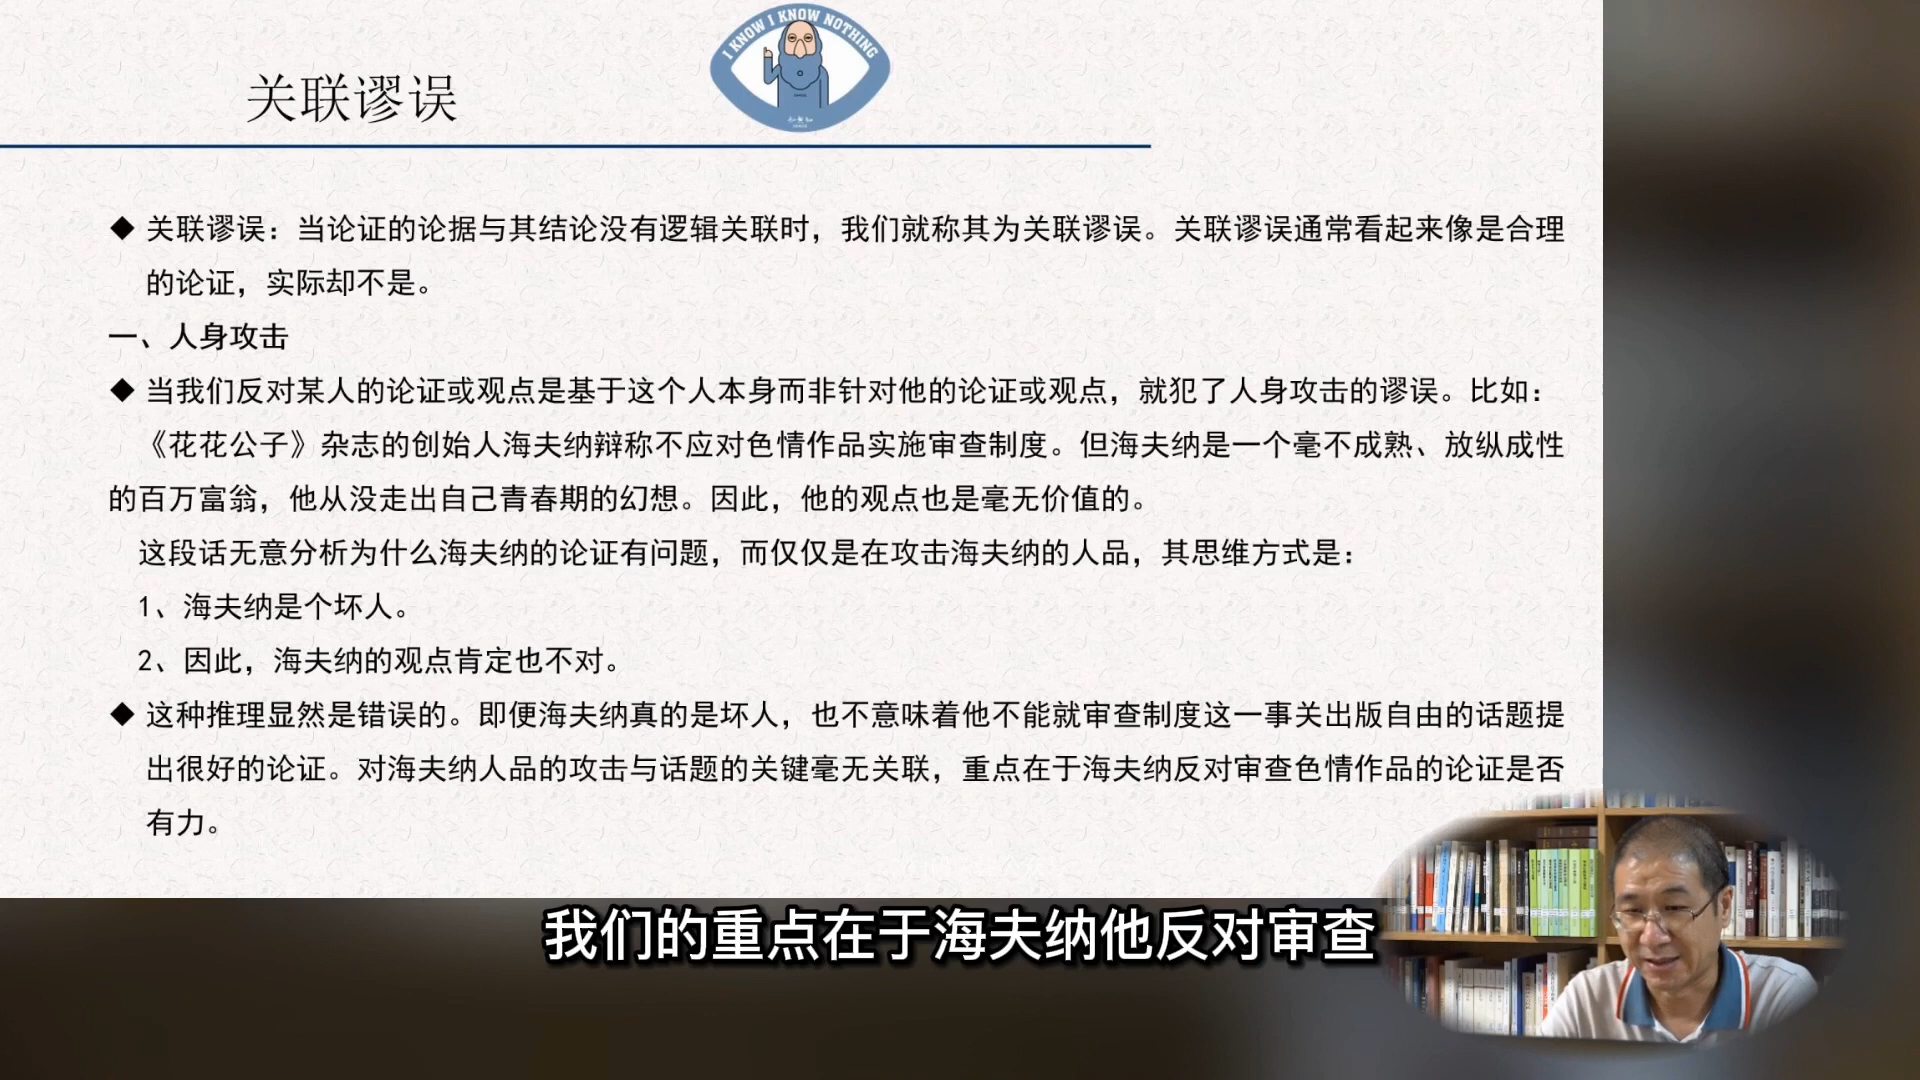 I KNOW I KNOW NOTHING
关联谬误
◆ 关联谬误：当论证的论据与其结论没有逻辑关联时，我们就称其为关联谬误。关联谬误通常看起来像是合理
的论证，实际却不是。
一、人身攻击
◆ 当我们反对某人的论证或观点是基于这个人本身而非针对他的论证或观点，就犯了人身攻击的谬误。比如：
《花花公子》杂志的创始人海夫纳辩称不应对色情作品实施审查制度。但海夫纳是一个毫不成熟、放纵成性
的百万富翁，他从没走出自己青春期的幻想。因此，他的观点也是毫无价值的。
这段话无意分析为什么海夫纳的论证有问题，而仅仅是在攻击海夫纳的人品，其思维方式是：
1、海夫纳是个坏人。
2、因此，海夫纳的观点肯定也不对。
◆ 这种推理显然是错误的。即便海夫纳真的是坏人，也不意味着他不能就审查制度这一事关出版自由的话题提
出很好的论证。对海夫纳人品的攻击与话题的关键毫无关联，重点在于海夫纳反对审查色情作品的论证是否
有力。
我们的重点在于海夫纳他反对审查